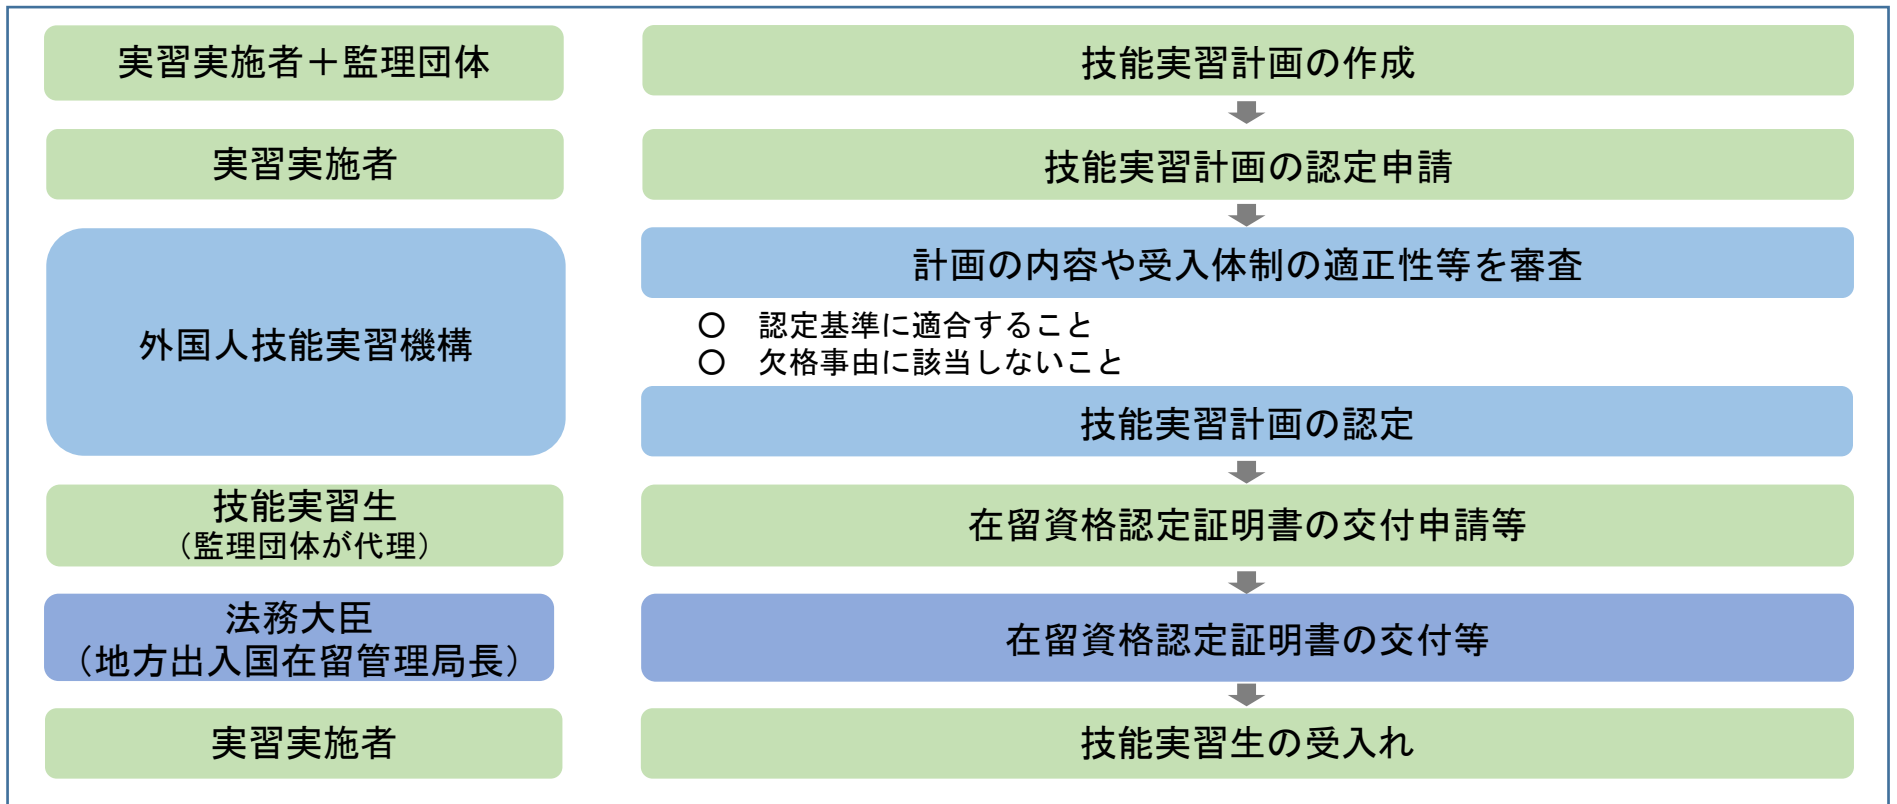 実習実施者＋監理団体
技能実習計画の作成
実習実施者
技能実習計画の認定申請
外国人技能実習機構
計画の内容や受入体制の適正性等を審査
○　認定基準に適合すること
○　欠格事由に該当しないこと
技能実習計画の認定
技能実習生
（監理団体が代理）
在留資格認定証明書の交付申請等
法務大臣
（地方出入国在留管理局長）
在留資格認定証明書の交付等
実習実施者
技能実習生の受入れ